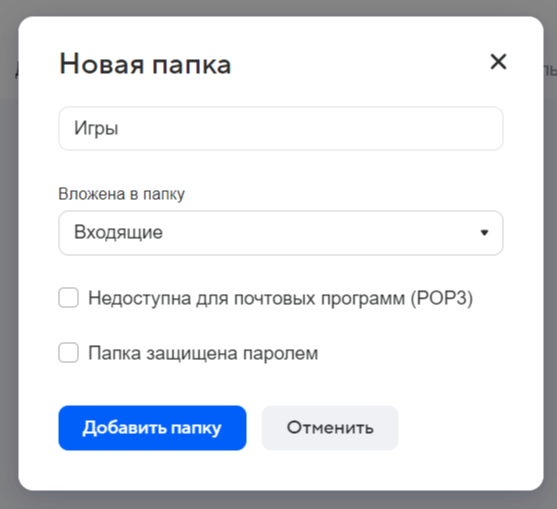 Новая папка
Игры
Вложена в папку
Входящие
Недоступна для почтовых программ (POP3)
Папка защищена паролем
Добавить папку
Отменить